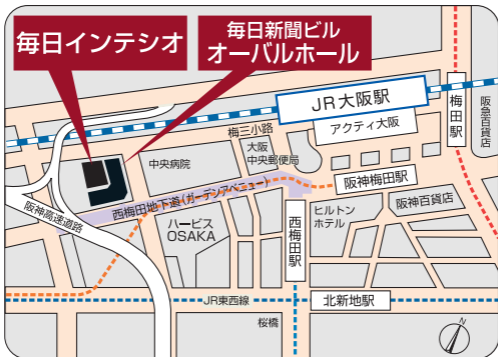 毎日インテシオ
毎日新聞ビル
オーバルホール
JR大阪駅
梅田駅
阪急百貨店
アクティ大阪
梅三小路
大阪
中央郵便局
中央病院
阪神梅田駅
西梅田地下道(ガーデンアベニュー)
阪神百貨店
阪神高速道路
ハービス
OSAKA
西梅田駅
ヒルトン
ホテル
JR東西線
北新地駅
桜橋
N